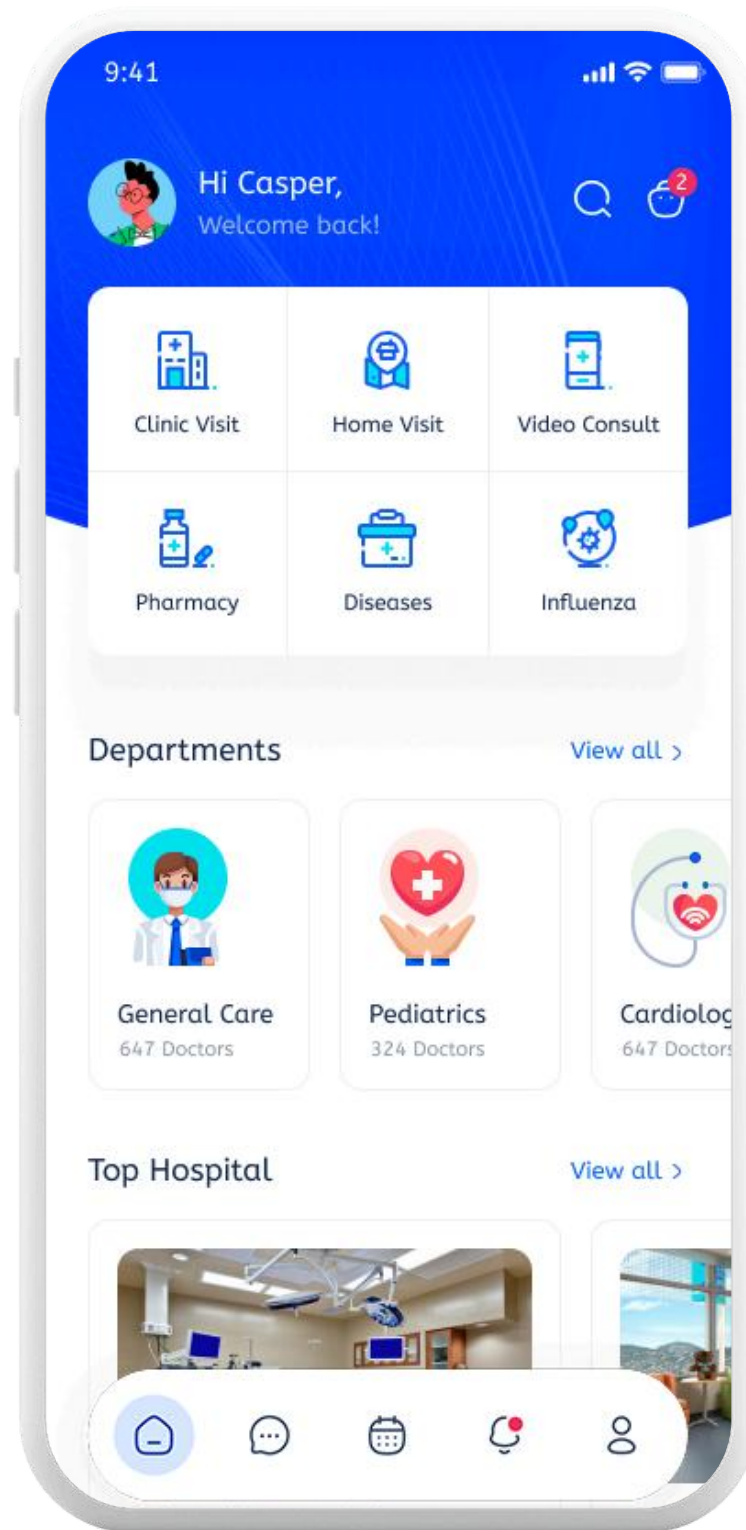 9:41
Hi Casper,
2
Welcome back!
Clinic Visit Home Visit Video Consult
Pharmacy Diseases Influenza
Departments View all >
General Care Pediatrics Cardiolog
647 Doctors 324 Doctors 647 Doctors
Top Hospital View all >